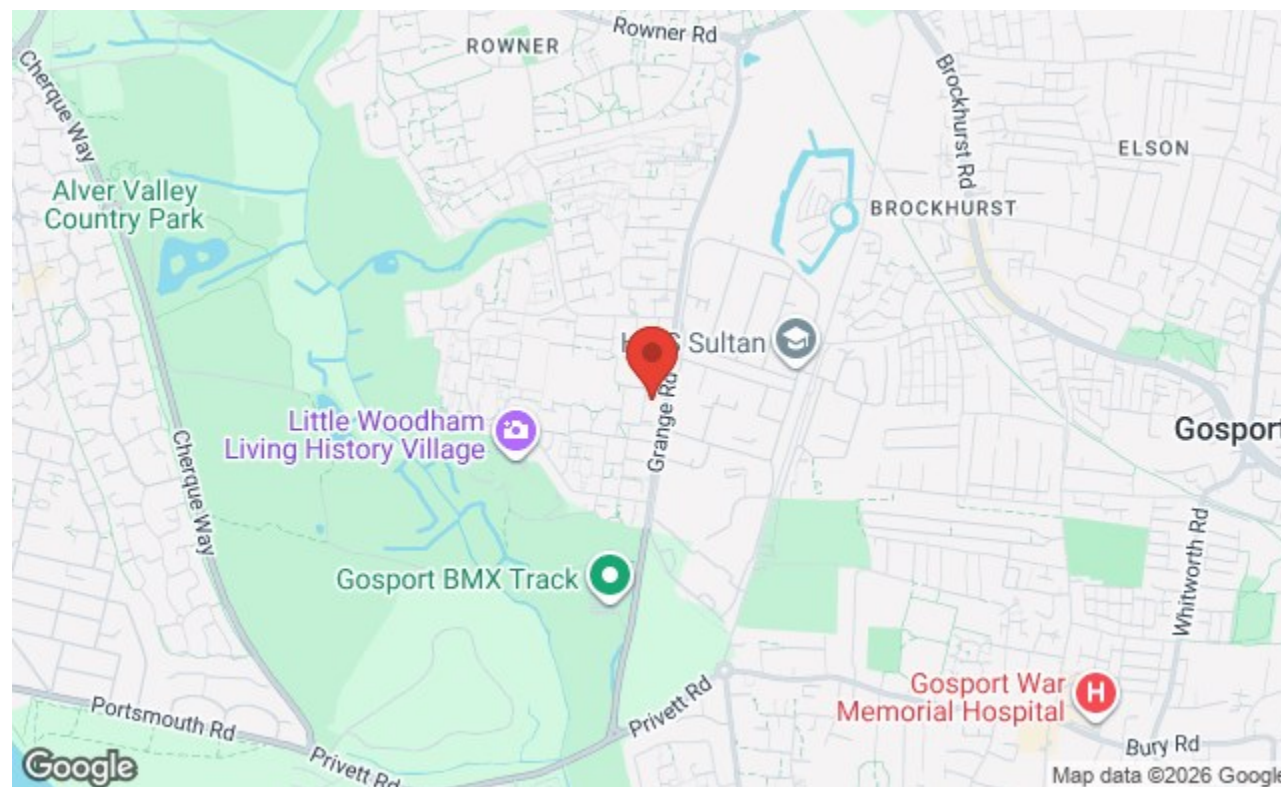 Rowner Rd
ROWNER
Cherque Way
Brockhurst Rd
ELSON
Alver Valley
Country Park
BROCKHURST
Sultan
Grange Rd
Little Woodham
Living History Village
Gosport
Cherque Way
Whitworth Rd
Gosport BMX Track
Gosport War
Memorial Hospital
H
Privett Rd
Portsmouth Rd
Bury Rd
Privett Rd
Google
Map data ©2026 Google